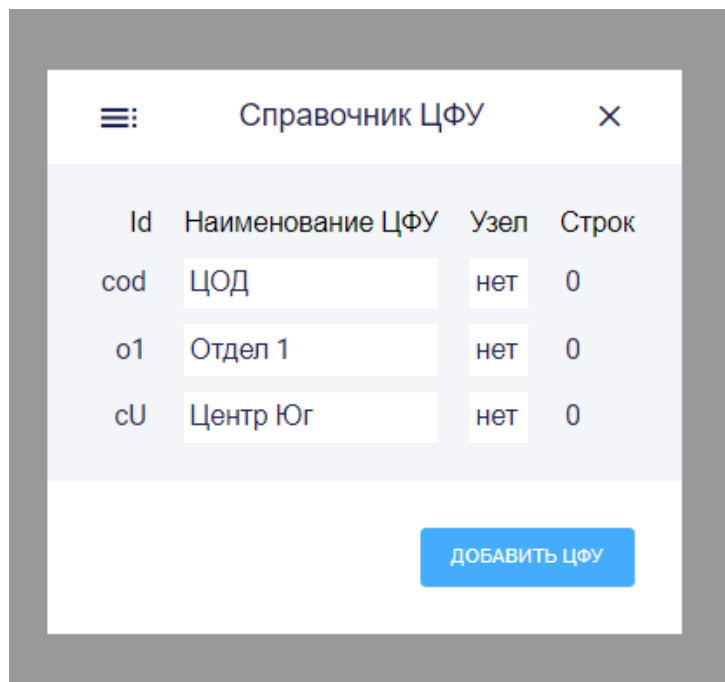 Справочник ЦФУ
Id Наименование ЦФУ Узел Строк
cod ЦОД нет 0
o1 Отдел 1 нет 0
cU Центр Юг нет 0
ДОБАВИТЬ ЦФУ